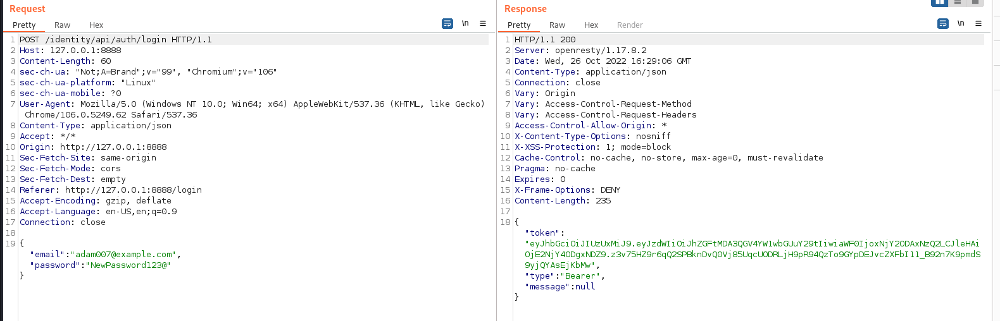 Request
Pretty Raw Hex \n
1 POST /identity/api/auth/login HTTP/1.1
2 Host: 127.0.0.1:8888
3 Content-Length: 60
4 sec-ch-ua: "Not;A=Brand";v="99", "Chromium";v="106"
5 sec-ch-ua-platform: "Linux"
6 sec-ch-ua-mobile: ?0
7 User-Agent: Mozilla/5.0 (Windows NT 10.0; Win64; x64) AppleWebKit/537.36 (KHTML, like Gecko)
Chrome/106.0.5249.62 Safari/537.36
8 Content-Type: application/json
9 Accept: */*
10 Origin: http://127.0.0.1:8888
11 Sec-Fetch-Site: same-origin
12 Sec-Fetch-Mode: cors
13 Sec-Fetch-Dest: empty
14 Referer: http://127.0.0.1:8888/login
15 Accept-Encoding: gzip, deflate
16 Accept-Language: en-US,en;q=0.9
17 Connection: close
18
19 {
"email":"adam007@example.com",
"password":"NewPassword123@"
}
Response
Pretty Raw Hex Render \n
1 HTTP/1.1 200
2 Server: openresty/1.17.8.2
3 Date: Wed, 26 Oct 2022 16:29:06 GMT
4 Content-Type: application/json
5 Connection: close
6 Vary: Origin
7 Vary: Access-Control-Request-Method
8 Vary: Access-Control-Request-Headers
9 Access-Control-Allow-Origin: *
10 X-Content-Type-Options: nosniff
11 X-XSS-Protection: 1; mode=block
12 Cache-Control: no-cache, no-store, max-age=0, must-revalidate
13 Pragma: no-cache
14 Expires: 0
15 X-Frame-Options: DENY
16 Content-Length: 235
17
18 {
"token":
"eyJhbGciOiJIUzUxMiJ9.eyJzdWIiOiJhZGFtMDA3QGV4YW1wbGUuY29tIiwiaWF0IjoxNjY2ODAxNzQ2LCJleHAi
OjE2NjY4ODgxNDZ9.z3v75HZ9r6qQ2SPBknDvQ0Vj85UqcUODRLjH9pR94QzTo9GYpDEJvcZXFbI11_B92n7K9pmdS
9yjQYAsEjKbMw",
"type":"Bearer",
"message":null
}